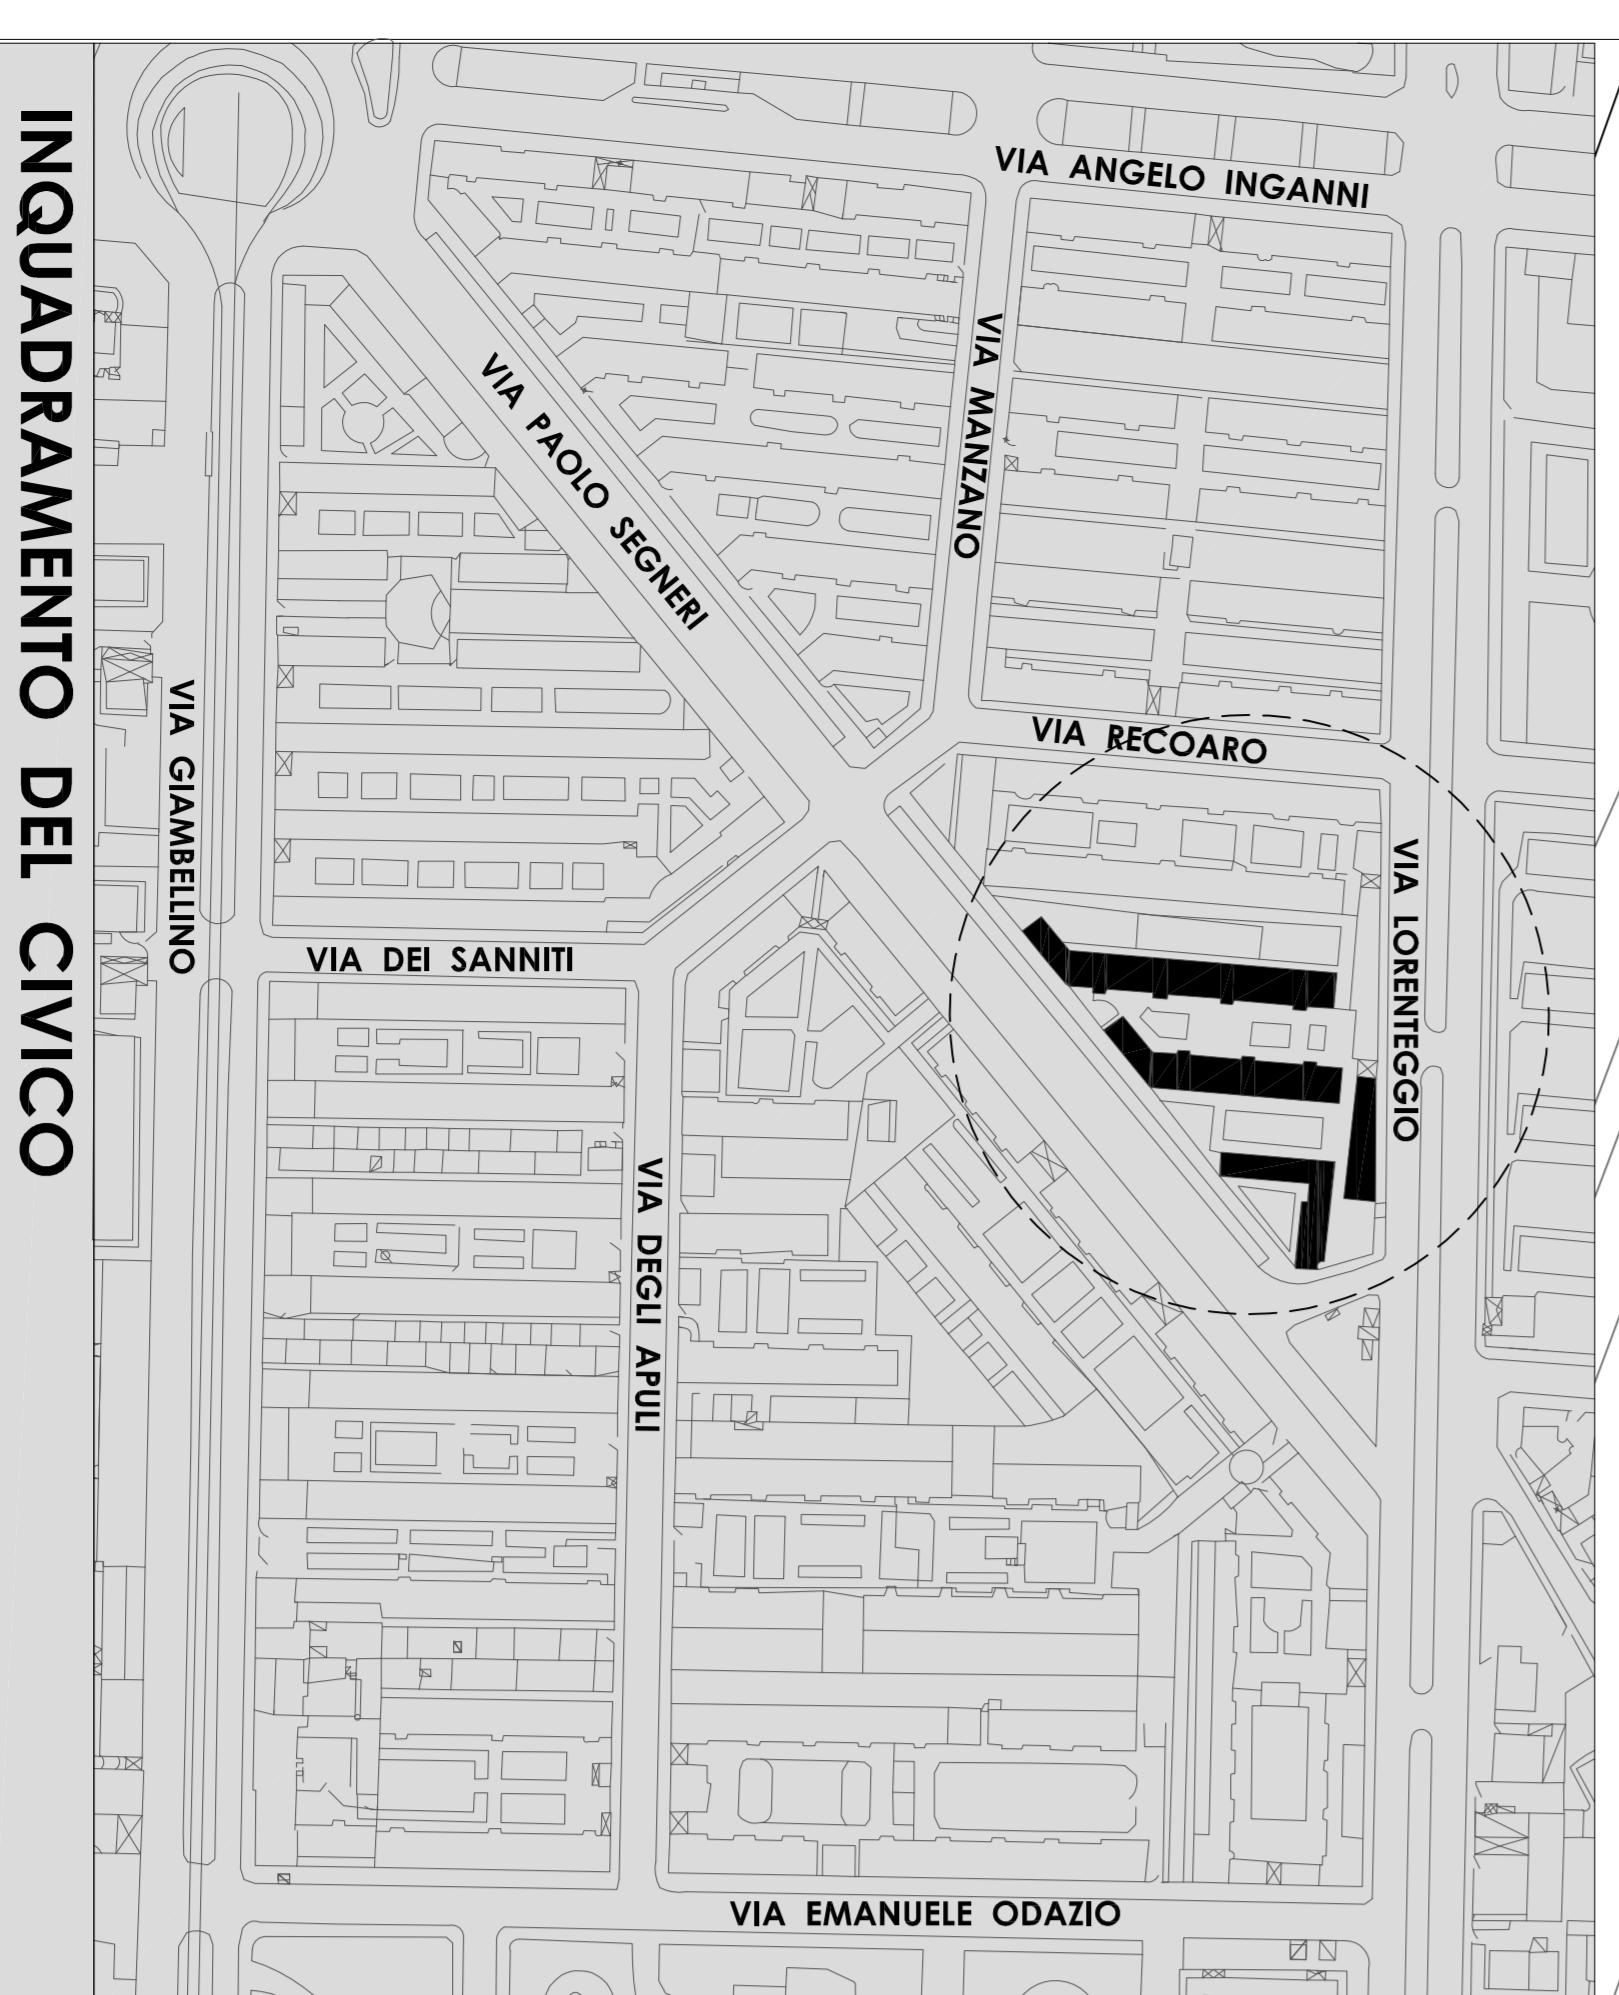 INQUADRAMENTO DEL CIVICO
VIA ANGELO INGANNI
VIA PAOLO SEGNERI
VIA MANZANO
VIA RECOARO
VIA GIAMBELLINO
VIA LORENTEGGIO
VIA DEI SANNITI
VIA DEGLI APULI
VIA EMANUELE ODAZIO